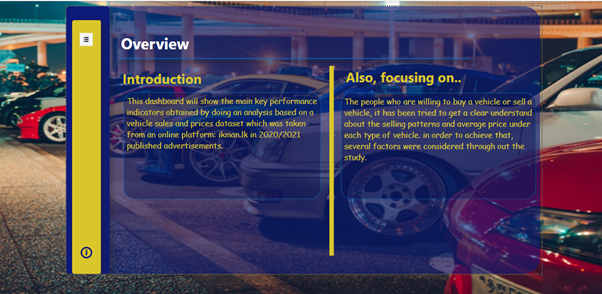 Overview
Introduction
This dashboard will show the main key performance
indicators obtained by doing an analysis based on a
vehicle sales and prices dataset which was taken
from an online platform: ikman.lk in 2020/2021
published advertisements.
Also, focusing on..
The people who are willing to buy a vehicle or sell a
vehicle, it has been tried to get a clear understand
about the selling patterns and average price under
each type of vehicle. in order to achieve that,
several factors were considered through out the
study.